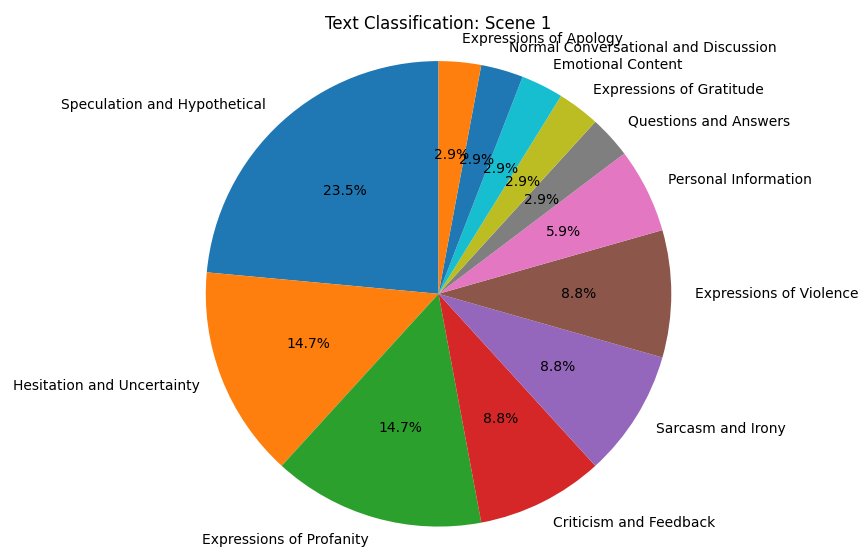 Text Classification: Scene 1
Expressions of Apology
Normal Conversational and Discussion
Emotional Content
Expressions of Gratitude
Speculation and Hypothetical
Questions and Answers
2.9%
2.9%
2.9%
Personal Information
2.9%
23.5%
2.9%
5.9%
8.8%
Expressions of Violence
14.7%
8.8%
Hesitation and Uncertainty
8.8%
14.7%
Sarcasm and Irony
Criticism and Feedback
Expressions of Profanity